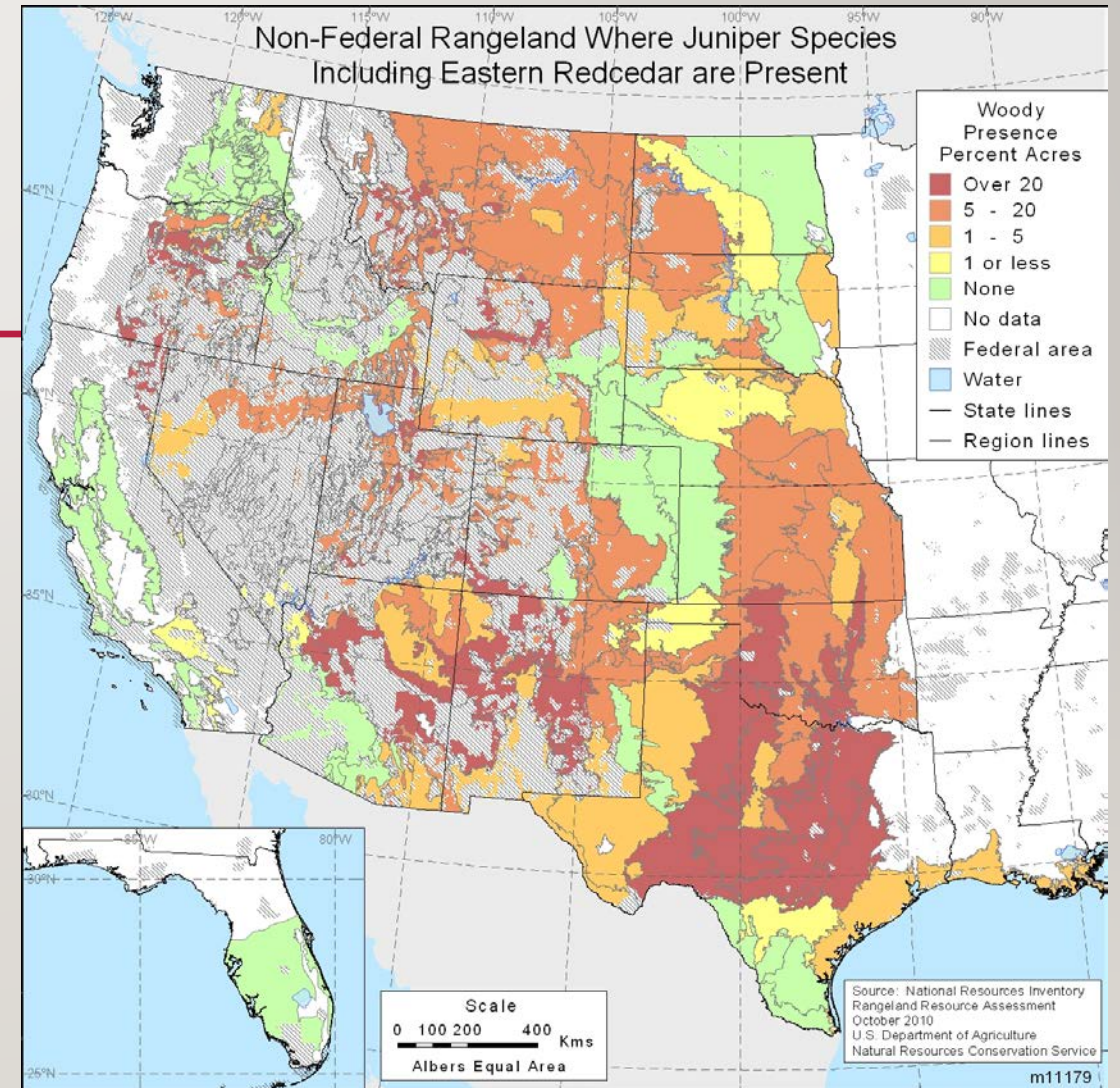 125°W 120°W 115°W 110°W 105°W 100°W 95°W 90°W
Non-Federal Rangeland Where Juniper Species
Including Eastern Redcedar are Present
Woody
Presence
Percent Acres
Over 20
5 - 20
1 - 5
1 or less
None
No data
Federal area
Water
State lines
Region lines
45°N
35°N
30°N
85°W 80°W
30°N
25°N
Scale
0 100 200 400 Kms
Albers Equal Area
Source: National Resources Inventory
Rangeland Resource Assessment
October 2010
U.S. Department of Agriculture
Natural Resources Conservation Service
m11179